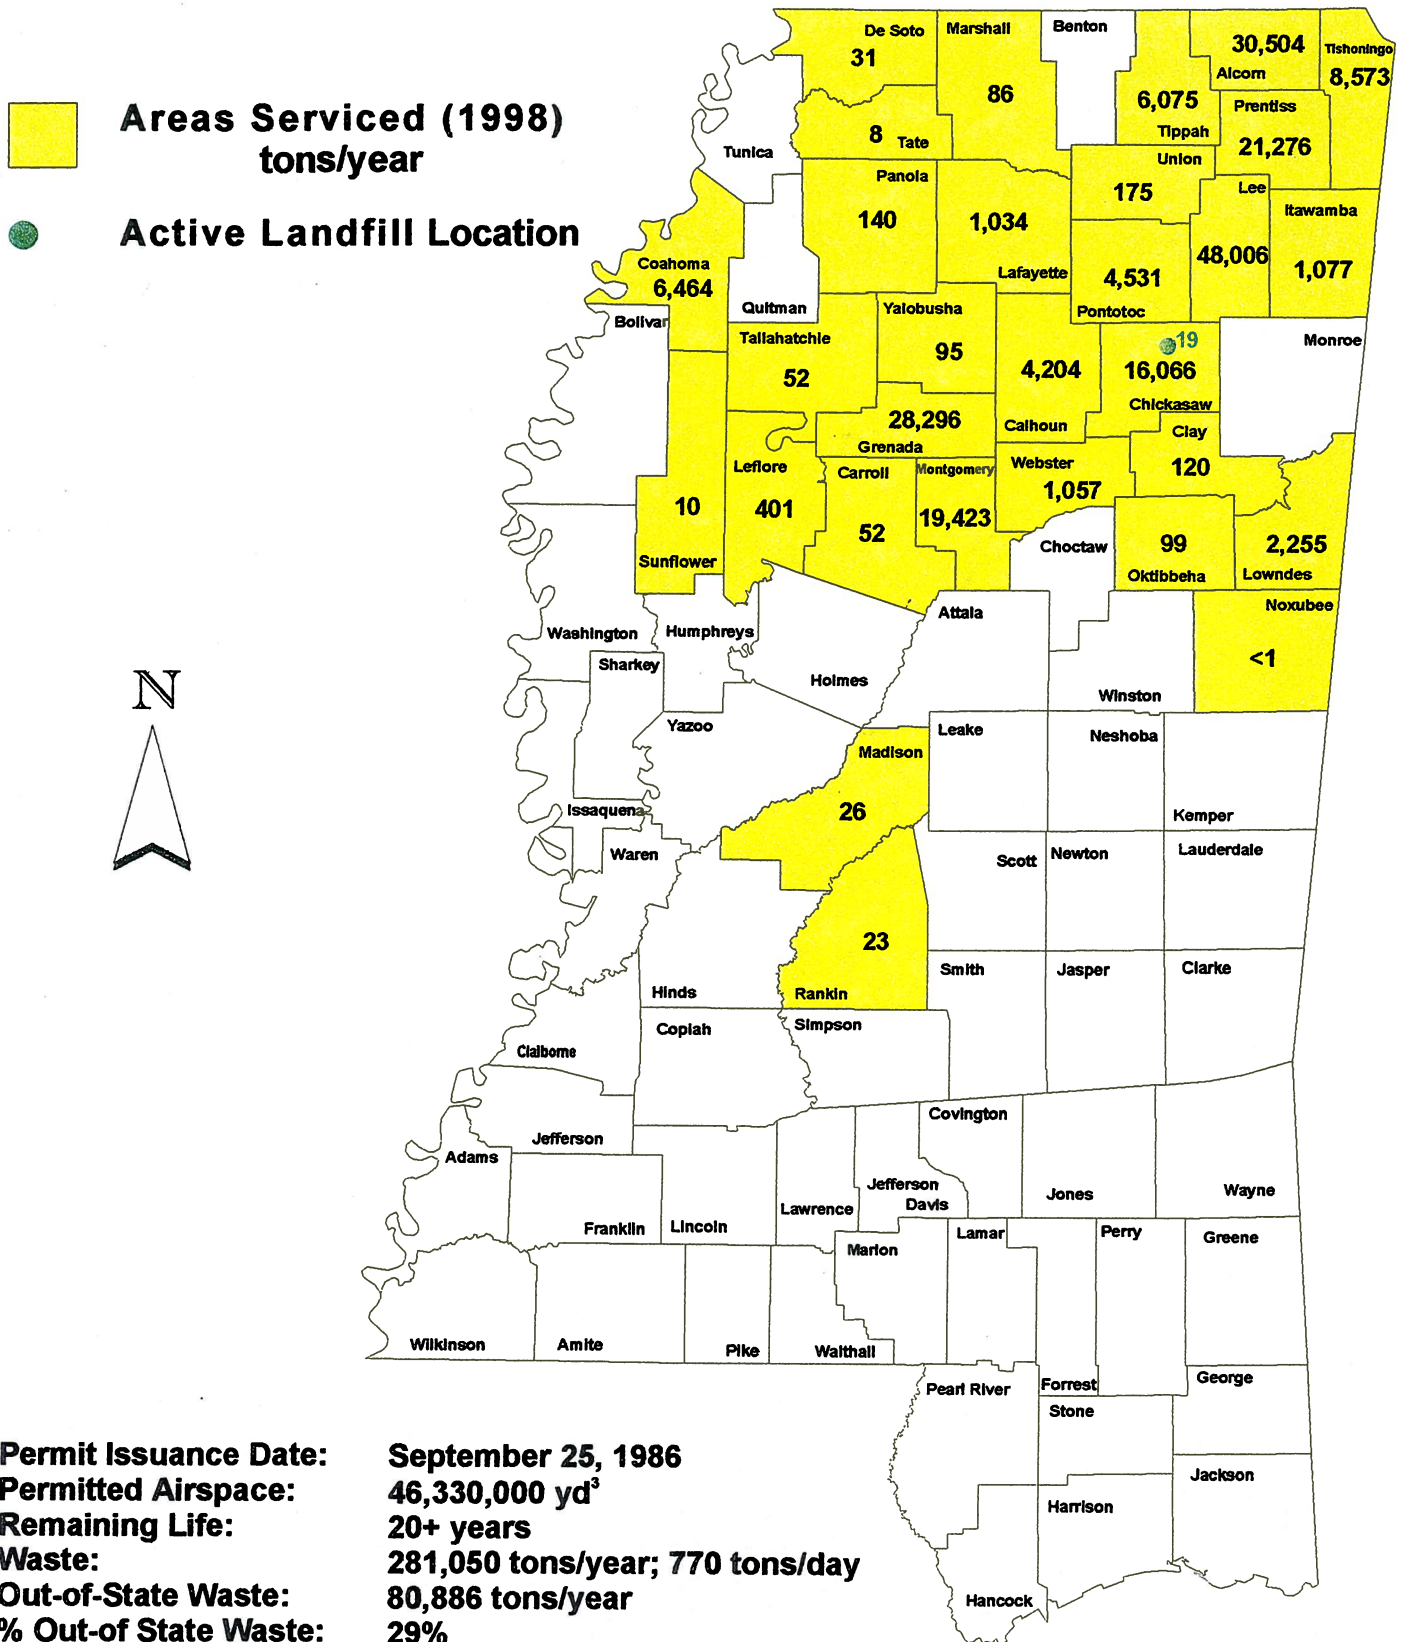 Areas Serviced (1998)
tons/year
Active Landfill Location
De Soto
31
Marshall
86
Benton
6,075
Tippah
30,504
Alcorn
Tishoningo
8,573
Prentiss
21,276
8 Tate
Tunica
Panola
140
1,034
Lafayette
Union
175
Lee
48,006
Itawamba
1,077
4,531
Pontotoc
Coahoma
6,464
Quitman
Bolivar
Tallahatchie
52
Yalobusha
95
4,204
Calhoun
19
16,066
Chickasaw
Monroe
28,296
Grenada
Clay
120
Leflore
401
Carroll
52
Montgomery
19,423
Webster
1,057
10
Sunflower
Choctaw
99
Oktibbeha
2,255
Lowndes
Noxubee
<1
Attala
Washington
Humphreys
Sharkey
Holmes
Winston
N
Yazoo
Leake
Neshoba
Madison
26
Kemper
Issaquena
Waren
Scott
Newton
Lauderdale
23
Rankin
Hinds
Smith
Jasper
Clarke
Copiah
Simpson
Claiborne
Covington
Jefferson
Adams
Jefferson
Davis
Lawrence
Jones
Wayne
Franklin
Lincoln
Marion
Lamar
Perry
Greene
Wilkinson
Amite
Pike
Walthall
Pearl River
Forrest
George
Stone
Jackson
Harrison
Hancock
Permit Issuance Date: September 25, 1986
Permitted Airspace: 46,330,000 yd³
Remaining Life: 20+ years
Waste: 281,050 tons/year; 770 tons/day
Out-of-State Waste: 80,886 tons/year
% Out-of State Waste: 29%